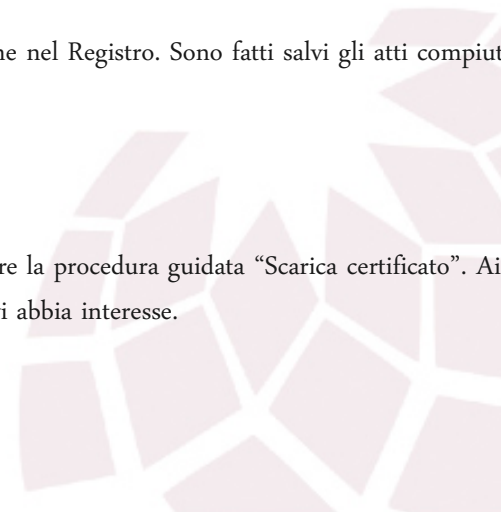 ne nel Registro. Sono fatti salvi gli atti compiut
re la procedura guidata “Scarica certificato”. Ai
i abbia interesse.